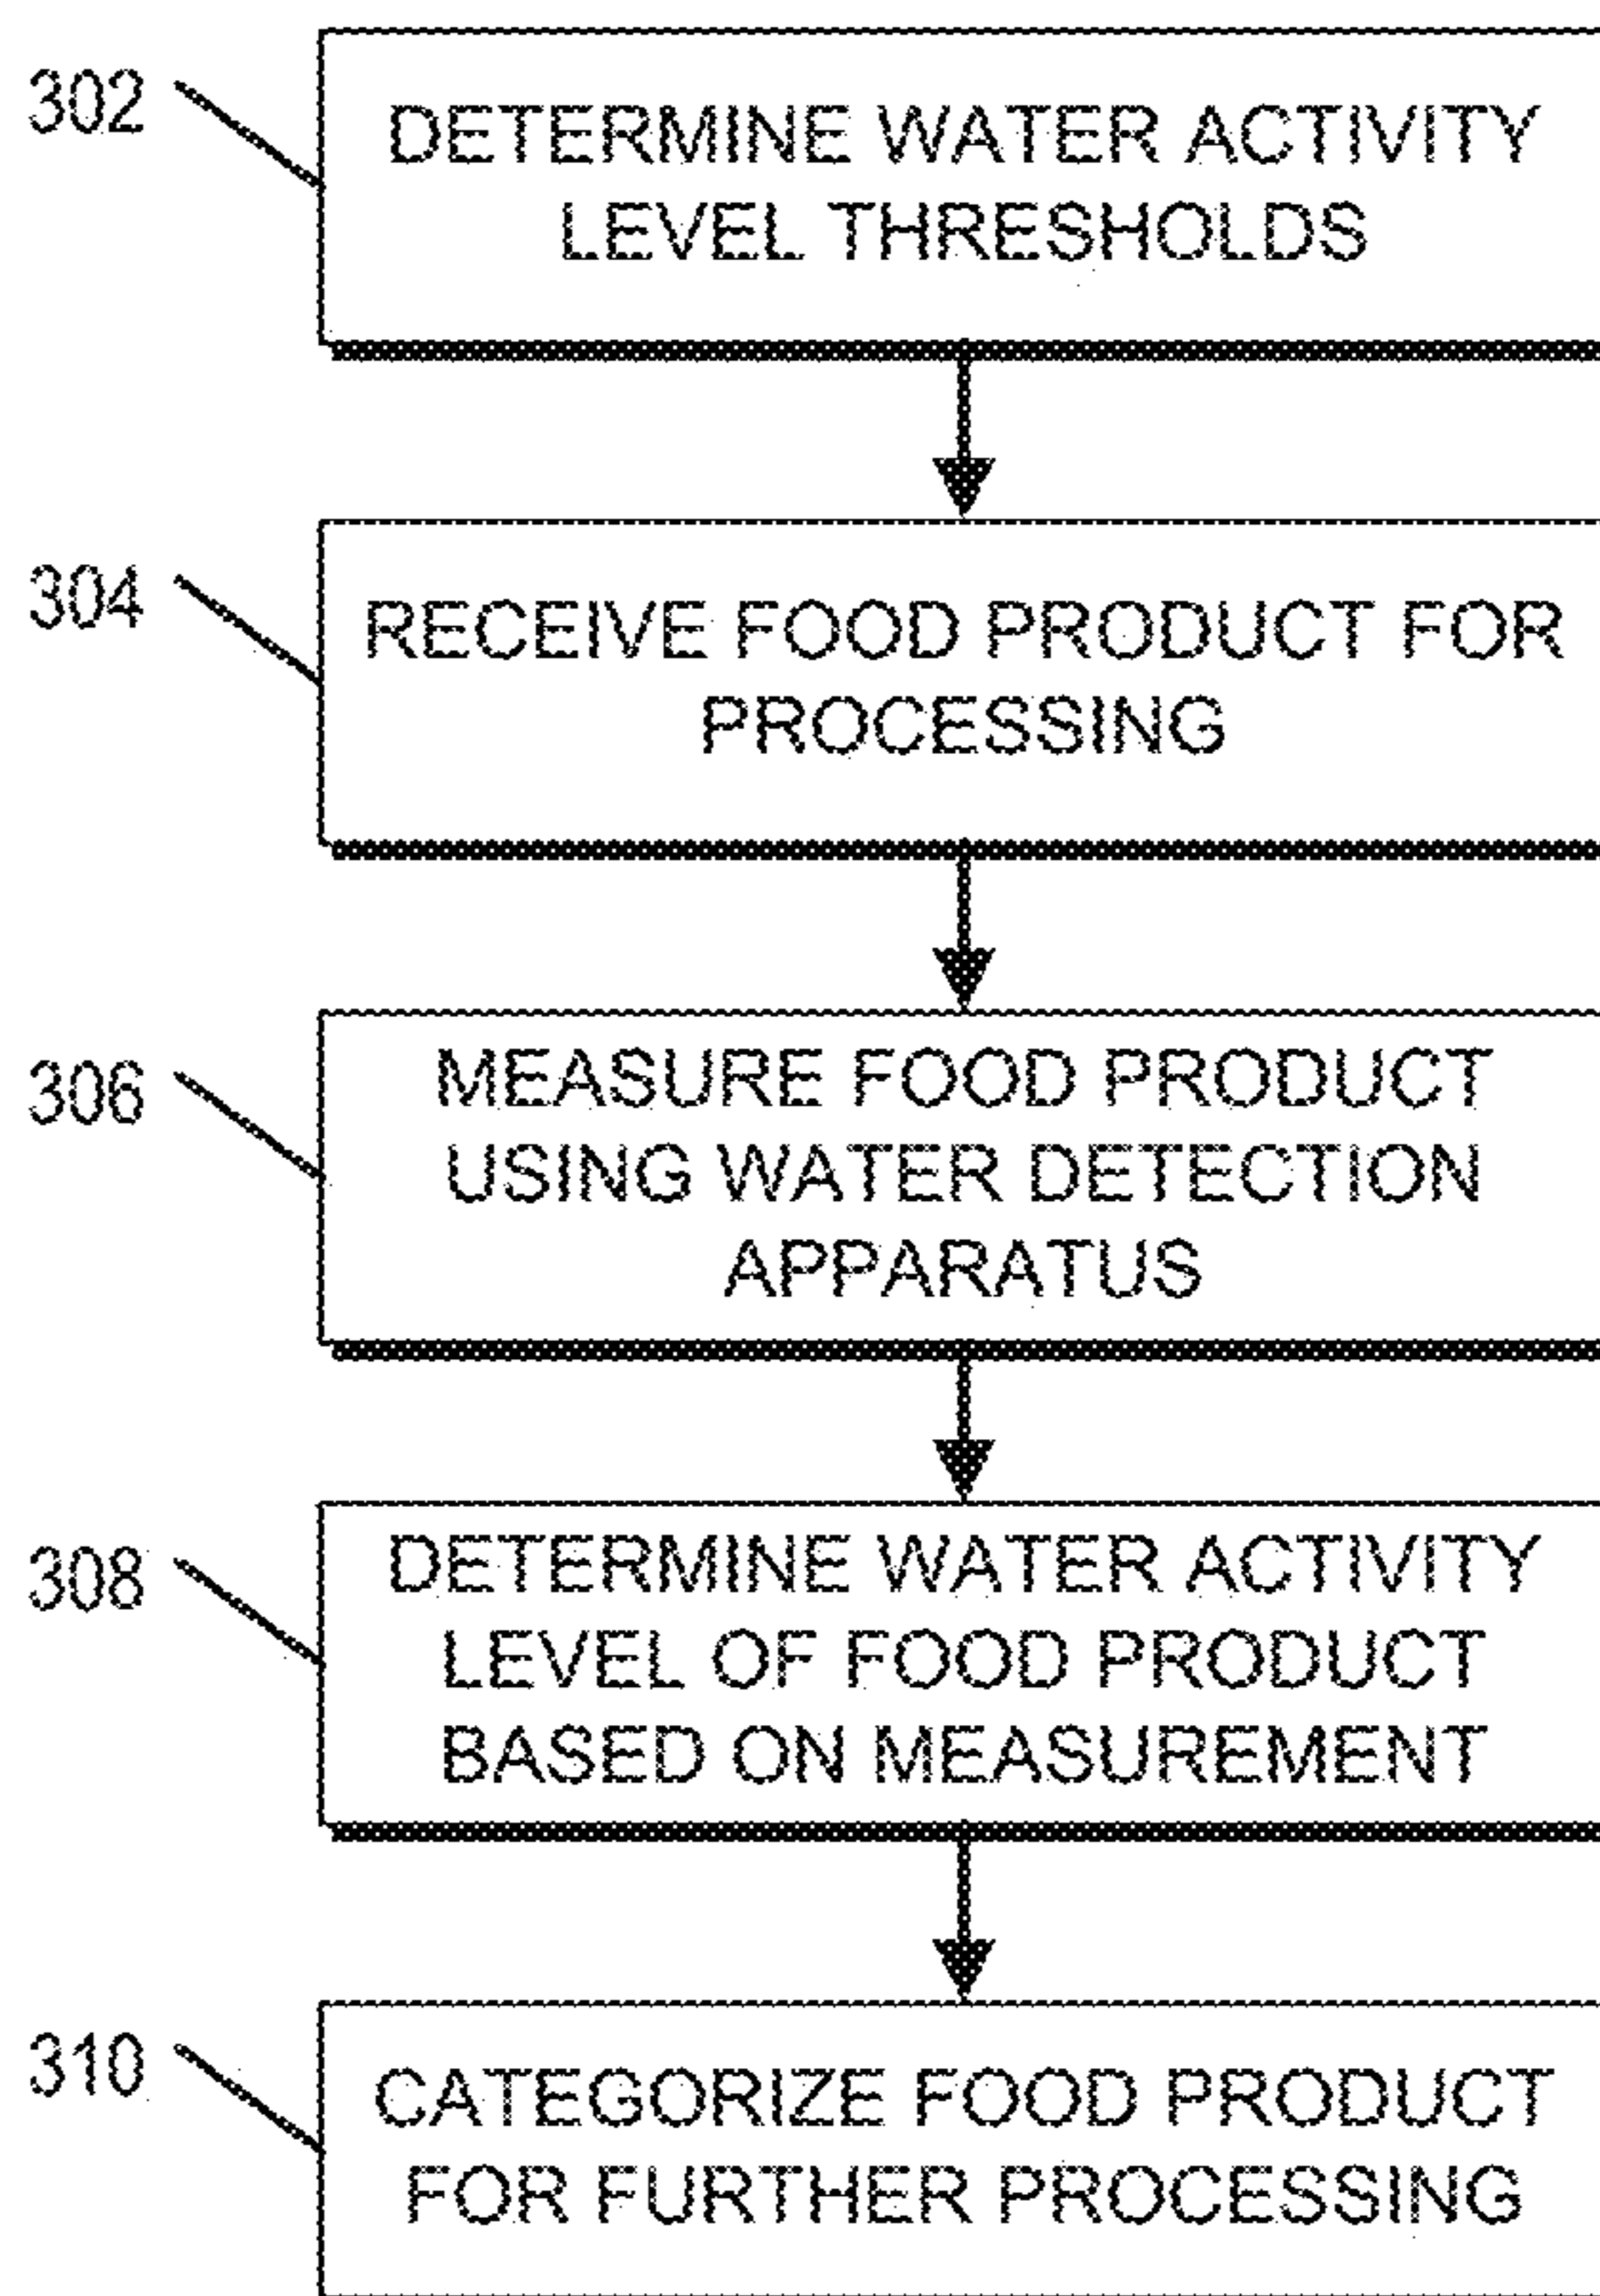 302
DETERMINE WATER ACTIVITY
LEVEL THRESHOLDS
304
RECEIVE FOOD PRODUCT FOR
PROCESSING
306
MEASURE FOOD PRODUCT
USING WATER DETECTION
APPARATUS
308
DETERMINE WATER ACTIVITY
LEVEL OF FOOD PRODUCT
BASED ON MEASUREMENT
310
CATEGORIZE FOOD PRODUCT
FOR FURTHER PROCESSING